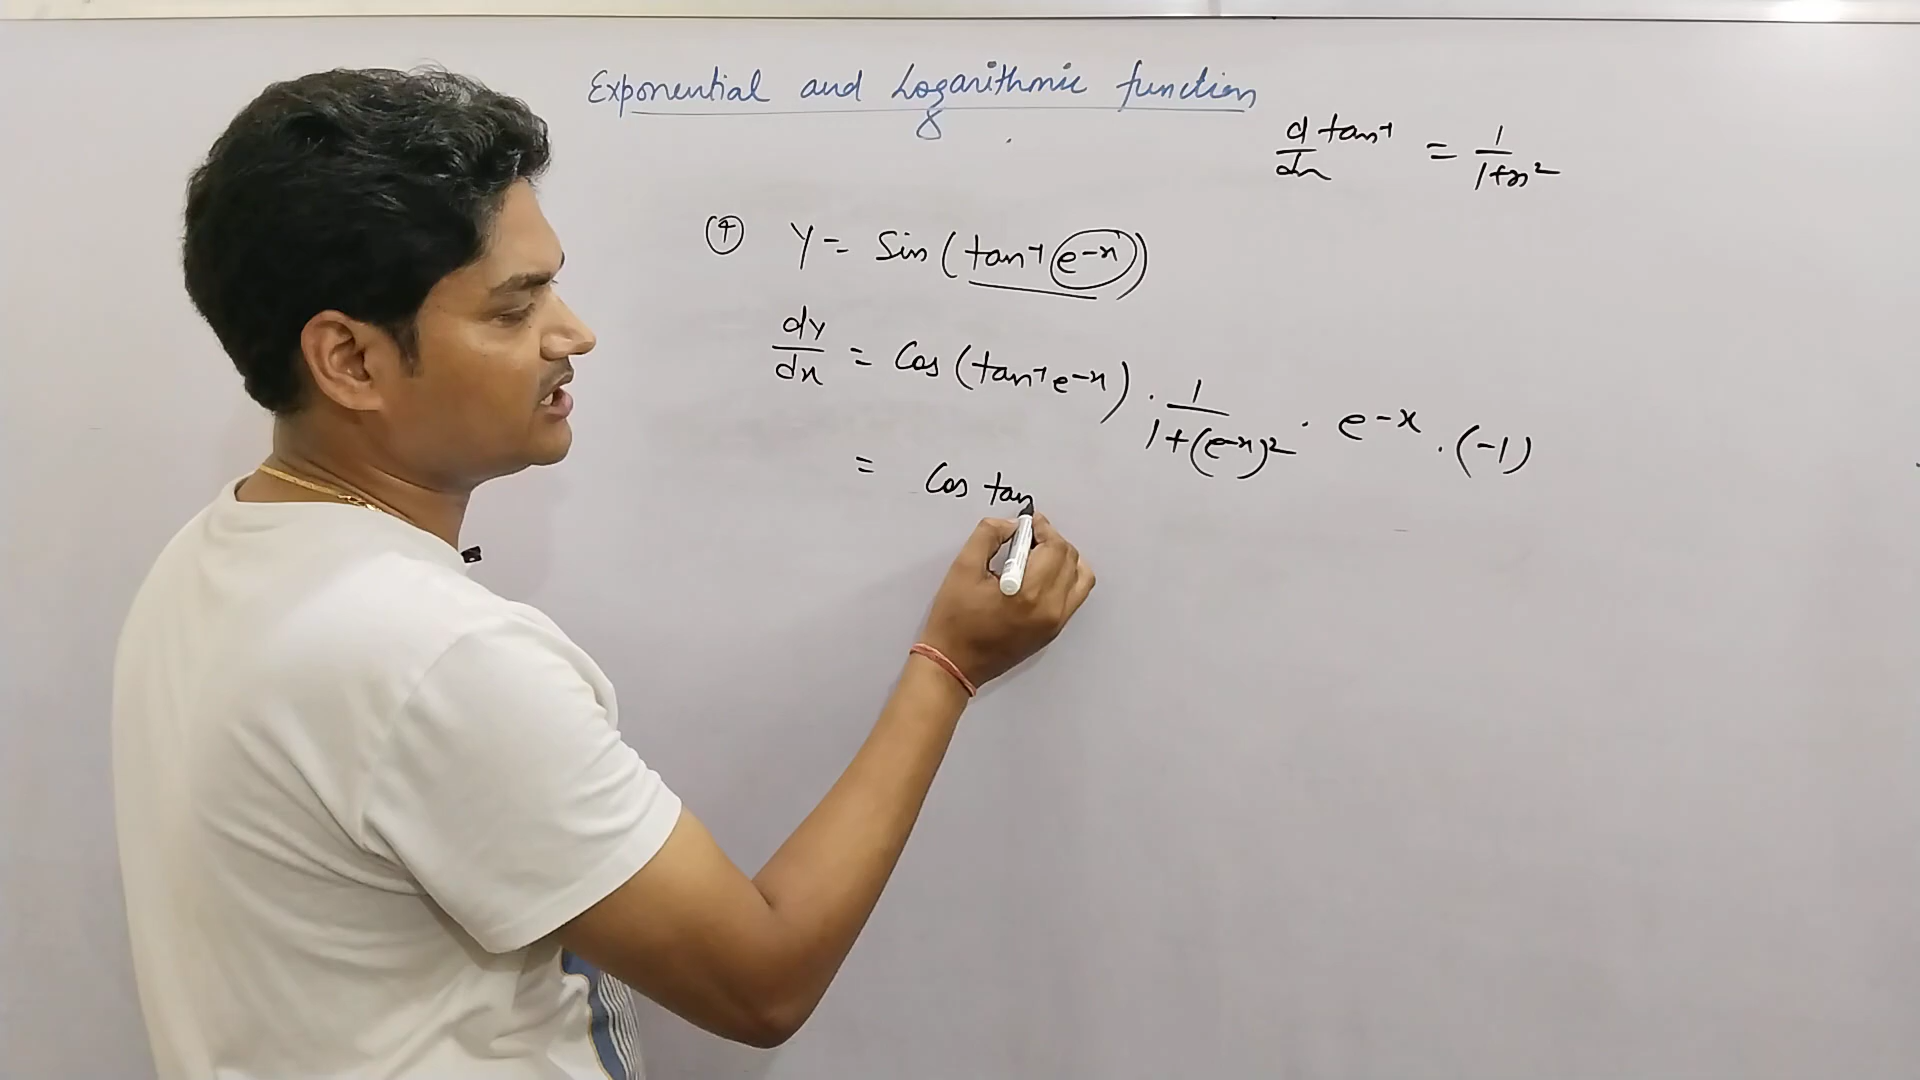 Exponential and Logarithmic function
d/dx tan⁻¹ = 1/1+x²
④ Y = Sin (tan⁻¹ (e⁻ˣ))
dy/dx = Cos (tan⁻¹ e⁻ˣ) · 1/1+(e⁻ˣ)² · e⁻ˣ · (-1)
= Cos tan